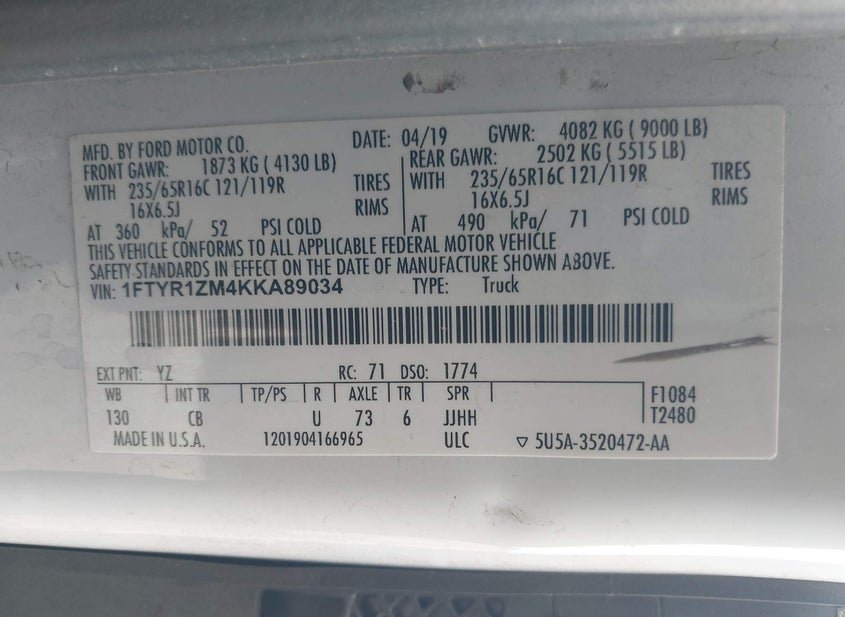 MFD. BY FORD MOTOR CO. DATE: 04/19 GVWR: 4082 KG ( 9000 LB)
FRONT GAWR: 1873 KG ( 4130 LB) REAR GAWR: 2502 KG ( 5515 LB)
WITH 235/65R16C 121/119R TIRES WITH 235/65R16C 121/119R TIRES
16X6.5J RIMS 16X6.5J RIMS
AT 360 kPa/ 52 PSI COLD AT 490 kPa/ 71 PSI COLD
THIS VEHICLE CONFORMS TO ALL APPLICABLE FEDERAL MOTOR VEHICLE
SAFETY STANDARDS IN EFFECT ON THE DATE OF MANUFACTURE SHOWN ABOVE.
VIN: 1FTYR1ZM4KKA89034 TYPE: Truck
EXT PNT: YZ RC: 71 DSO: 1774
WB INT TR TP/PS R AXLE TR SPR F1084
130 CB U 73 6 JJHH T2480
MADE IN U.S.A. 1201904166965 ULC ▽ 5U5A-3520472-AA